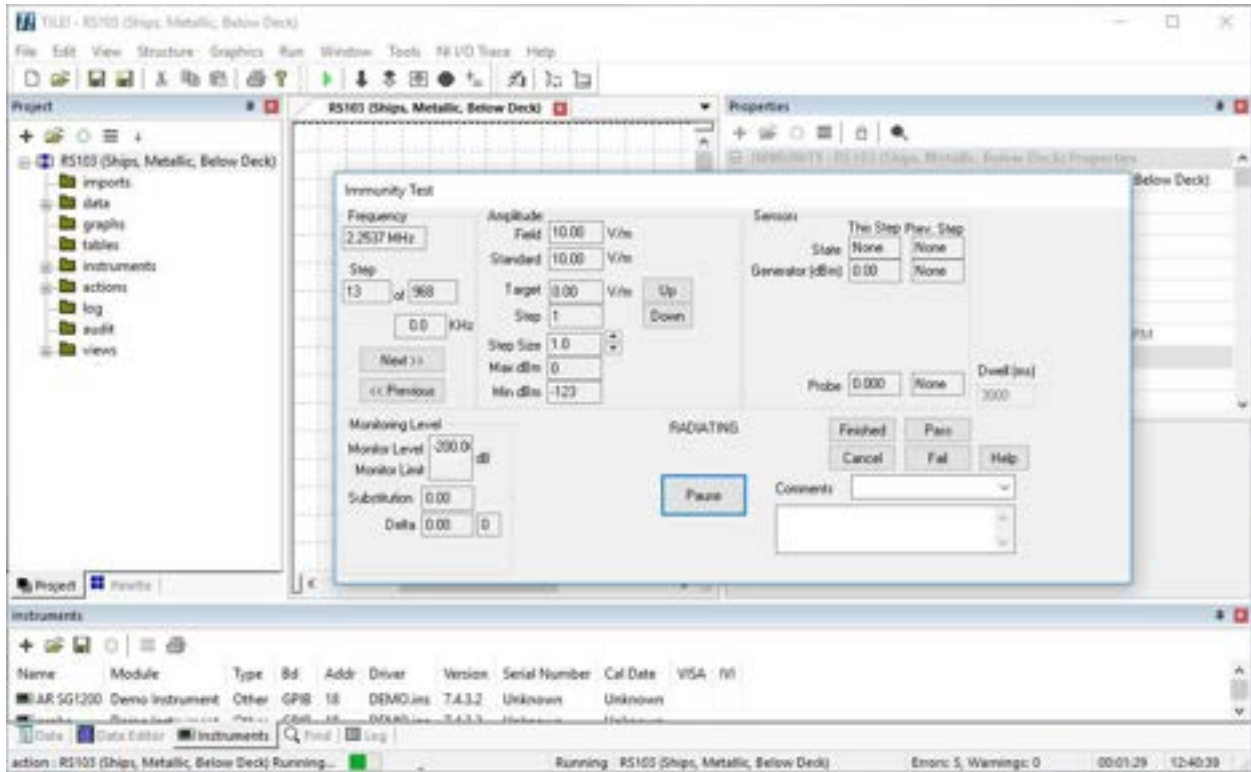 TILE! - RS103 (Ships, Metallic, Below Deck)
File Edit View Structure Graphics Run Window Tools NI I/O Trace Help
Project
RS103 (Ships, Metallic, Below Deck)
Properties
RS103 (Ships, Metallic, Below Deck)
imports
data
graphs
tables
instruments
actions
log
audit
views
IMMUNITY - RS103 (Ships, Metallic, Below Deck) Properties
Below Deck)
PM
Immunity Test
Frequency
2.2537 MHz
Step
13 of 968
0.0 KHz
Next >>
<< Previous
Amplitude
Field 10.00 V/m
Standard 10.00 V/m
Target 0.00 V/m Up
Step 1 Down
Step Size 1.0
Max dBm 0
Min dBm -123
Sensors
This Step Prev. Step
State None None
Generator (dBm) 0.00 None
Probe 0.000 None
Dwell (ms)
3000
Monitoring Level
Monitor Level -200.0 dB
Monitor Limit
Substitution 0.00
Delta 0.00 0
RADIATING
Pause
Finished Pass
Cancel Fail Help
Comments
Project Palette
Instruments
Name Module Type Bd Addr Driver Version Serial Number Cal Date VISA IVI
AR SG1200 Demo Instrument Other GPIB 18 DEMO.ins 7.4.3.2 Unknown Unknown
Data Data Editor Instruments Find Log
action : RS103 (Ships, Metallic, Below Deck) Running... Running RS103 (Ships, Metallic, Below Deck) Errors: 5, Warnings: 0 00:01:29 12:40:39